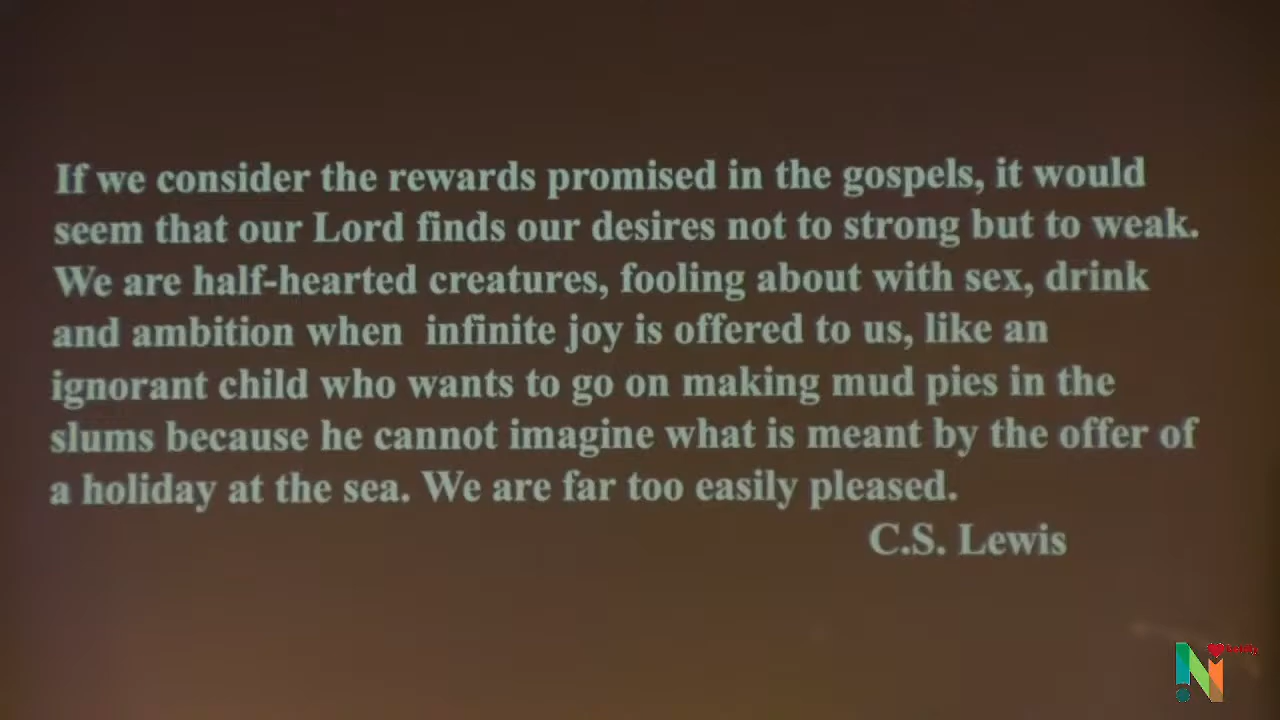 If we consider the rewards promised in the gospels, it would
seem that our Lord finds our desires not to strong but to weak.
We are half-hearted creatures, fooling about with sex, drink
and ambition when  infinite joy is offered to us, like an
ignorant child who wants to go on making mud pies in the
slums because he cannot imagine what is meant by the offer of
a holiday at the sea. We are far too easily pleased.
C.S. Lewis